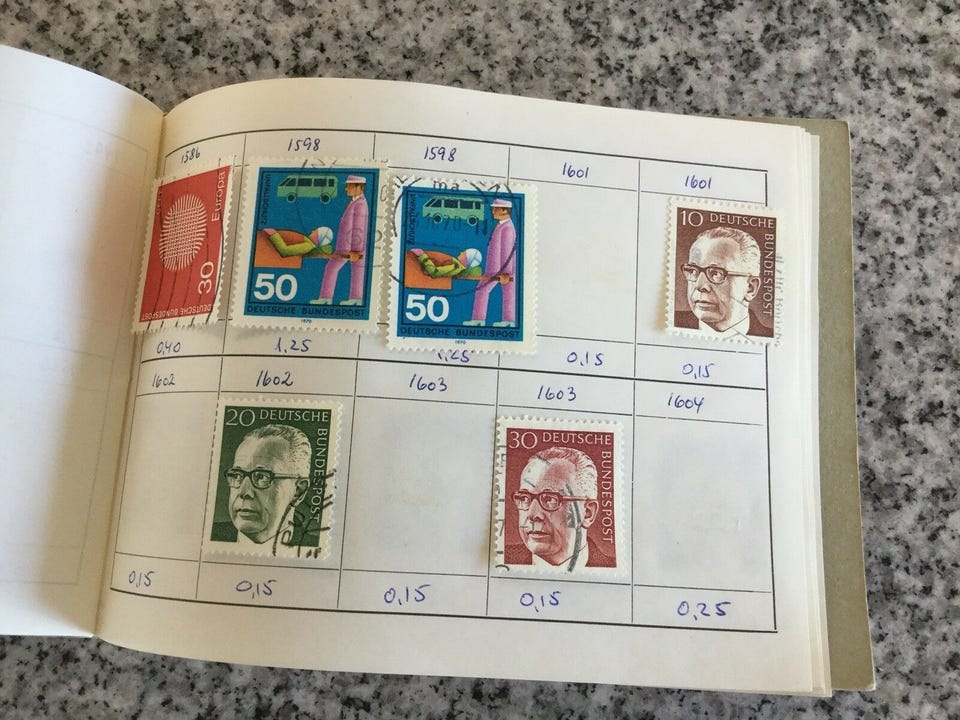 1586 1598 1598 1601 1601
Europa
30
DEUTSCHE BUNDESPOST
UNFALLRETTUNG
50
DEUTSCHE BUNDESPOST
1970
50
DEUTSCHE BUNDESPOST
1970
10 DEUTSCHE
BUNDESPOST
0,40 1,25 1,25 0,15 0,15
1602 1602 1603 1603 1604
20 DEUTSCHE
BUNDESPOST
30 DEUTSCHE
BUNDESPOST
0,15 0,15 0,15 0,15 0,25